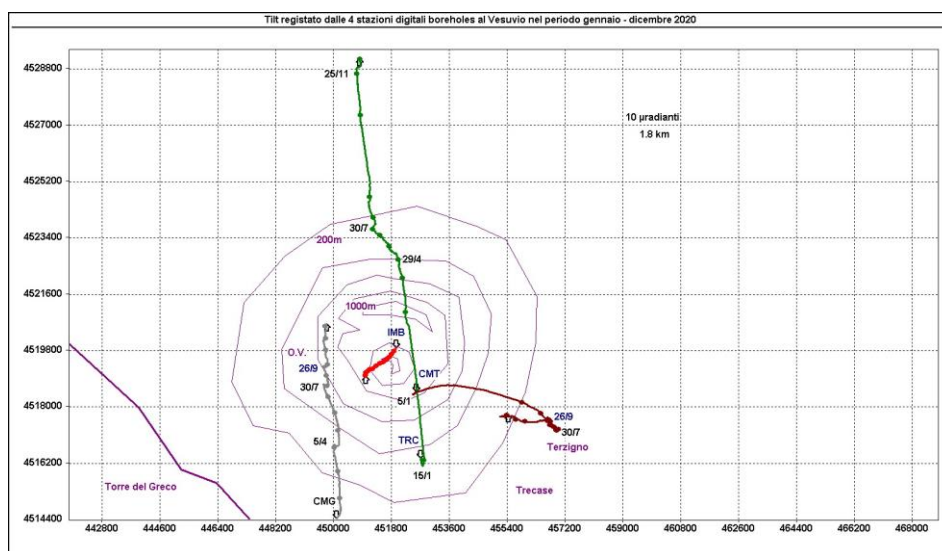 Tilt registato dalle 4 stazioni digitali boreholes al Vesuvio nel periodo gennaio - dicembre 2020
4528800
25/11
4527000
10 µradianti
1.8 km
4525200
4523400
30/7
200m
29/4
4521600
1000m
IMB
4519800
O.V.
26/9
CMT
30/7
5/1
4518000
26/9
30/7
5/4
TRC
Terzigno
4516200
15/1
Torre del Greco
Trecase
CMG
4514400
442800 444600 446400 448200 450000 451800 453600 455400 457200 459000 460800 462600 464400 466200 468000